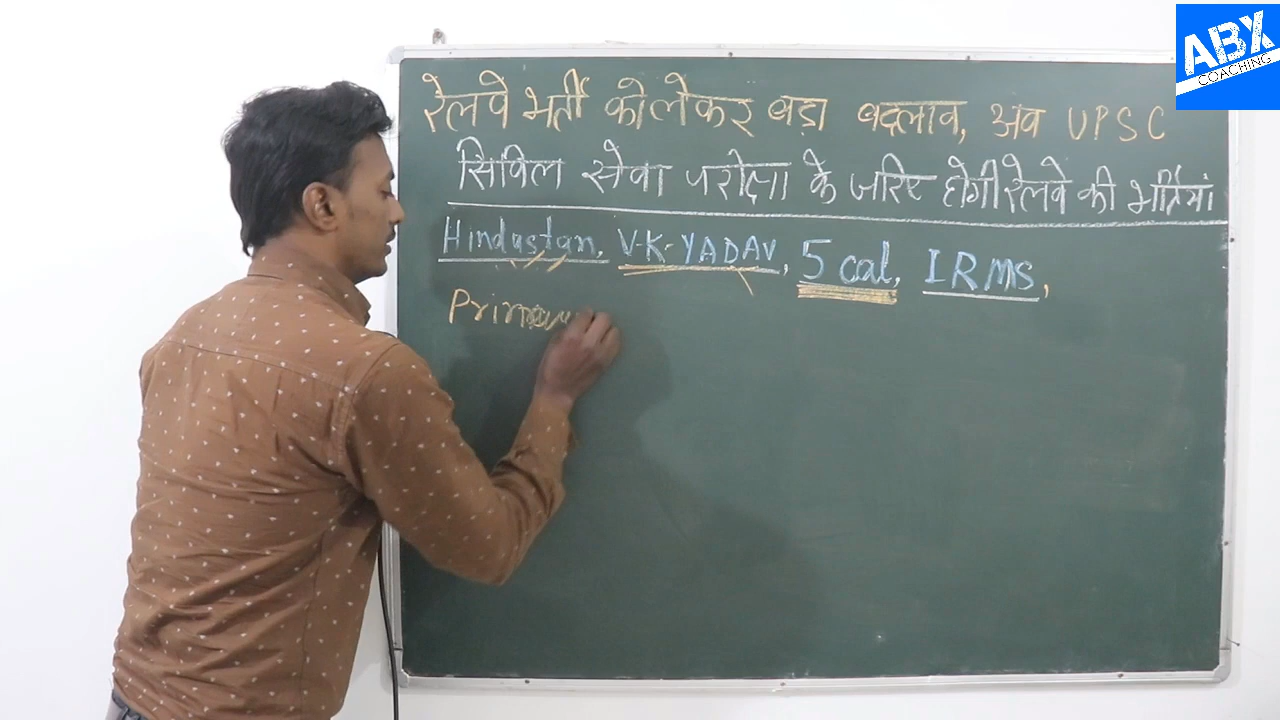 ABX
COACHING
रेलवे भर्ती को लेकर बड़ा बदलाव, अब UPSC
सिविल सेवा परीक्षा के जरिए होगी रेलवे की भर्तियां
Hindustan, V.K. YADAV, 5 cal, IRMS,